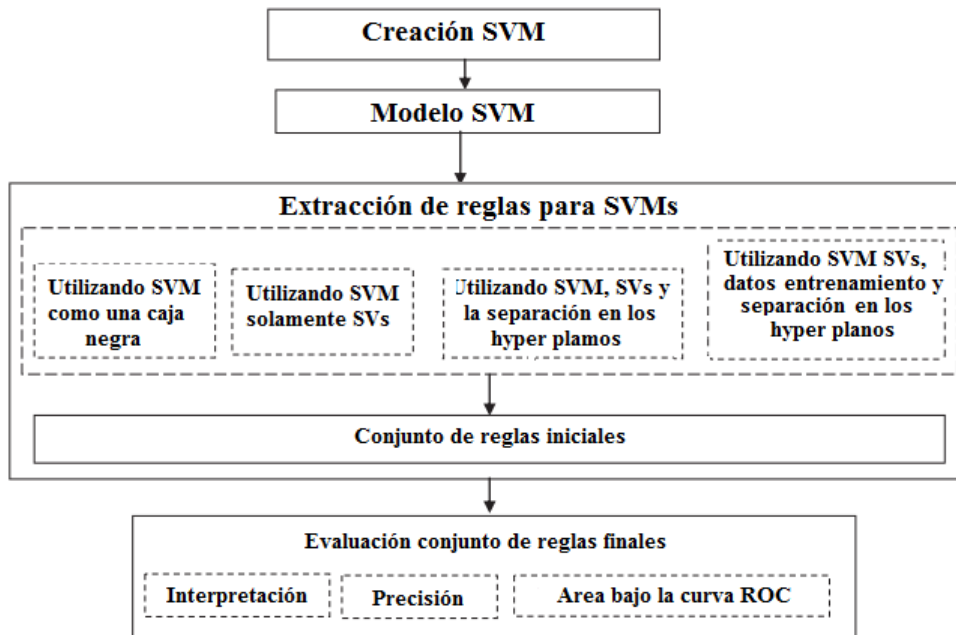 Creación SVM
Modelo SVM
Extracción de reglas para SVMs
Utilizando SVM
como una caja
negra
Utilizando SVM
solamente SVs
Utilizando SVM, SVs y
la separación en los
hyper plamos
Utilizando SVM SVs,
datos entrenamiento y
separación en los
hyper planos
Conjunto de reglas iniciales
Evaluación conjunto de reglas finales
Interpretación
Precisión
Area bajo la curva ROC